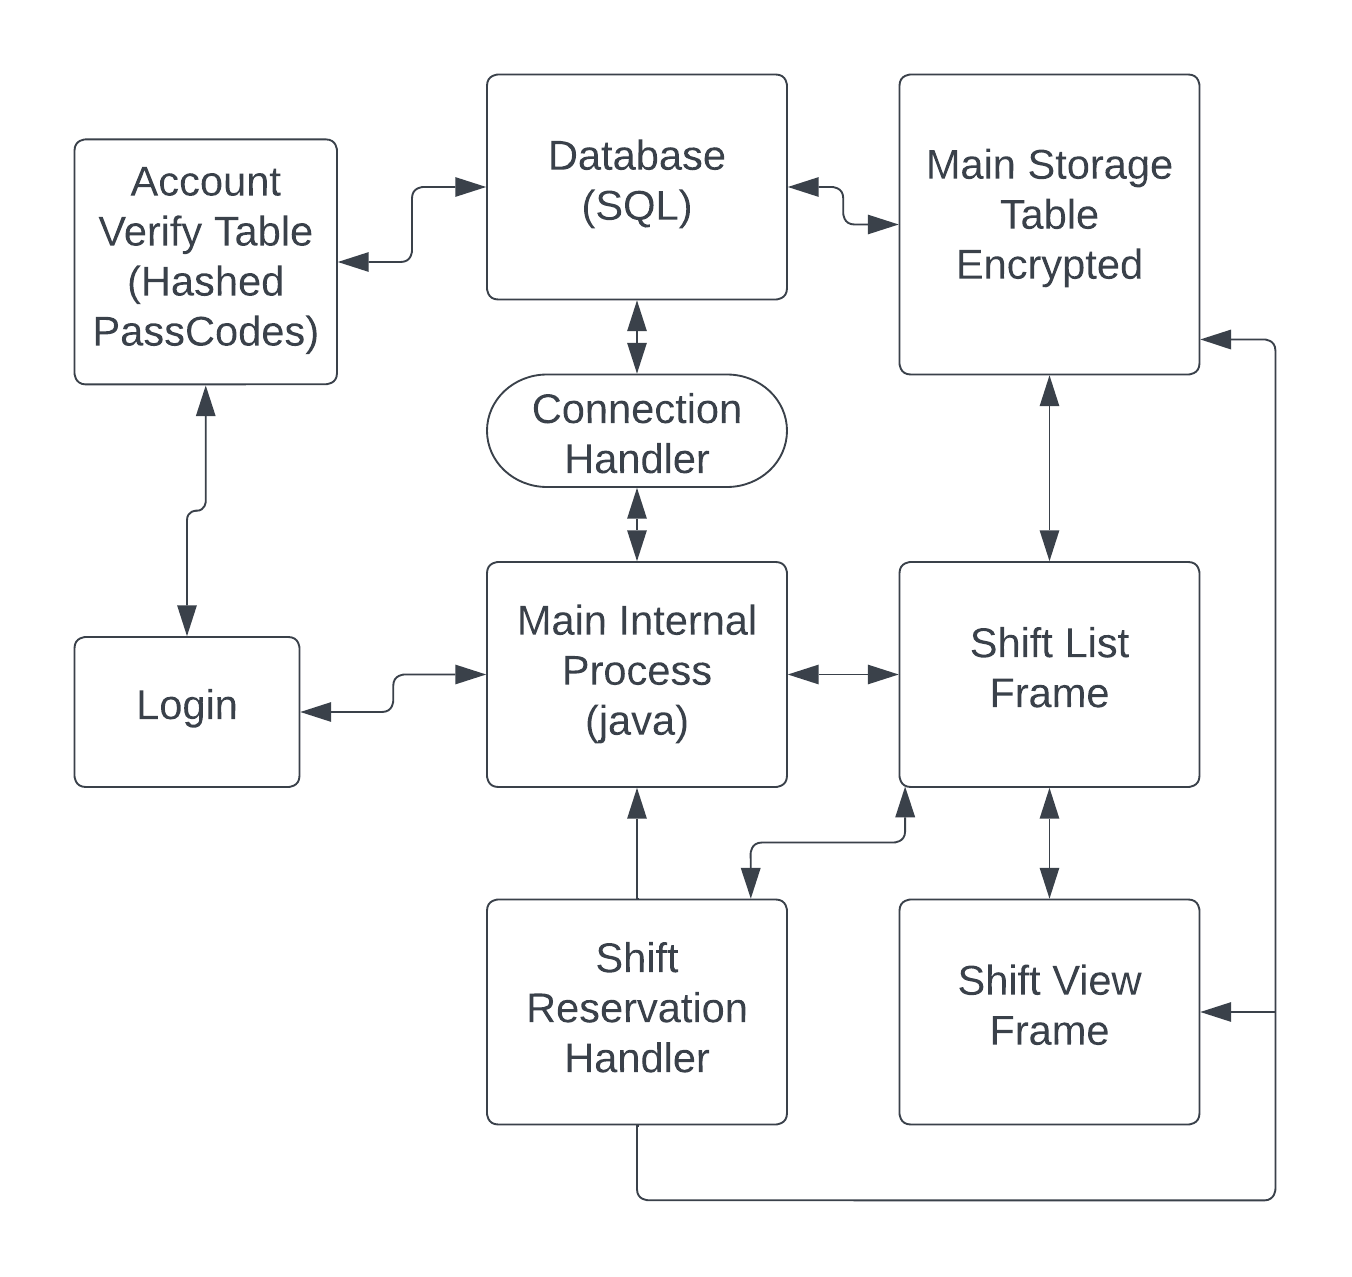 Account
Verify Table
(Hashed
PassCodes)
Database
(SQL)
Main Storage
Table
Encrypted
Connection
Handler
Login
Main Internal
Process
(java)
Shift List
Frame
Shift
Reservation
Handler
Shift View
Frame